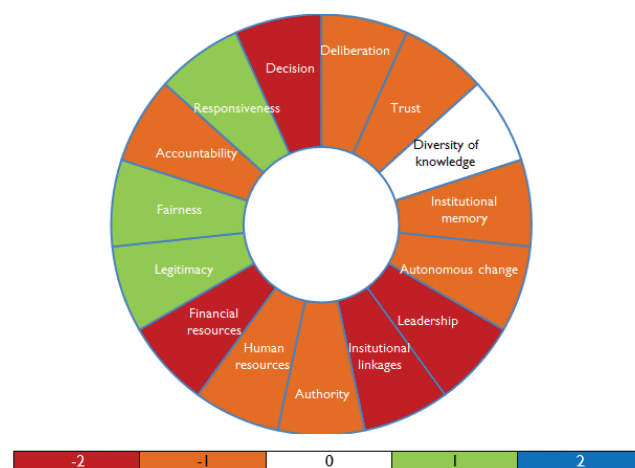 Decision
Deliberation
Trust
Diversity of
knowledge
Institutional
memory
Autonomous change
Leadership
Insitutional
linkages
Authority
Human
resources
Financial
resources
Legitimacy
Fairness
Accountability
Responsiveness
-2 -1 0 1 2